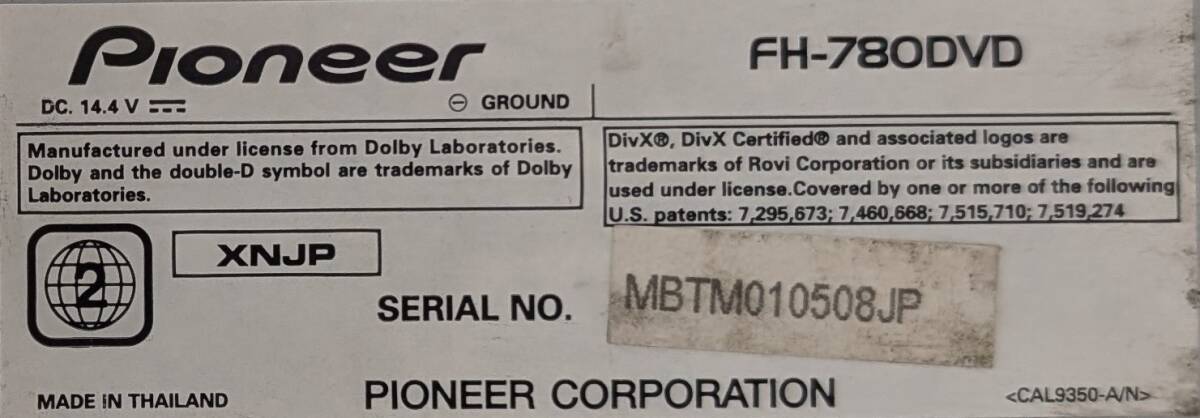 Pioneer
FH-780DVD
DC. 14.4 V ⎓
⊖ GROUND
Manufactured under license from Dolby Laboratories.
Dolby and the double-D symbol are trademarks of Dolby
Laboratories.
DivX®, DivX Certified® and associated logos are
trademarks of Rovi Corporation or its subsidiaries and are
used under license.Covered by one or more of the following
U.S. patents: 7,295,673; 7,460,668; 7,515,710; 7,519,274
2
XNJP
SERIAL NO.
MBTM010508JP
MADE IN THAILAND
PIONEER CORPORATION
<CAL9350-A/N>